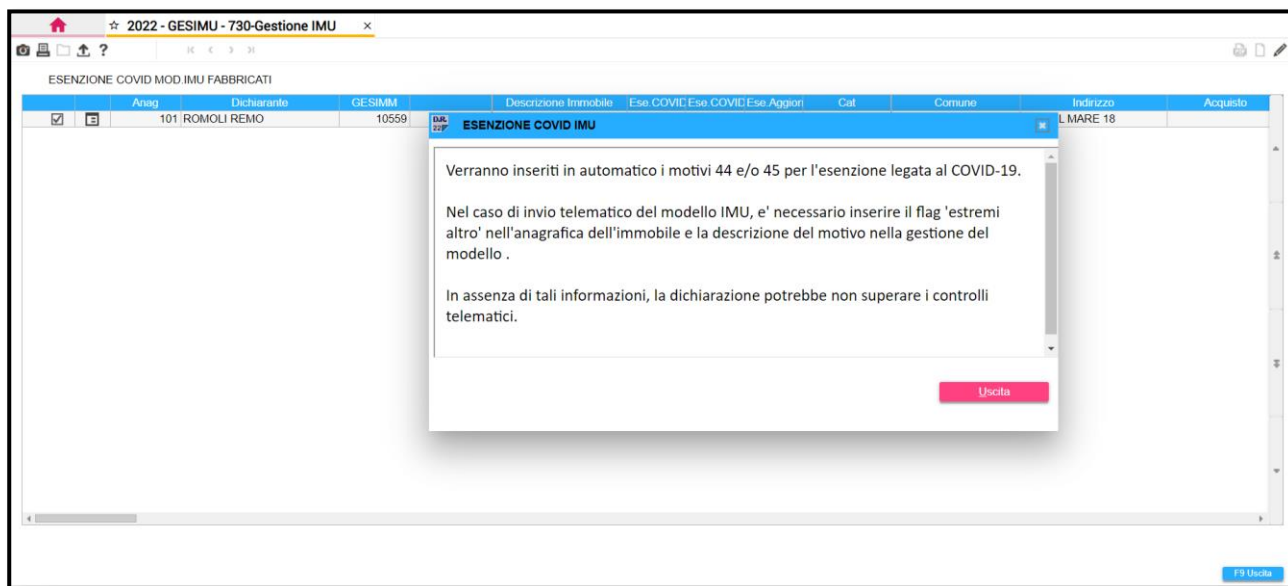 ☆ 2022 - GESIMU - 730-Gestione IMU ×
?
ESENZIONE COVID MOD.IMU FABBRICATI
Anag Dichiarante GESIMM Descrizione Immobile Ese.COVID Ese.COVID Ese.Aggior Cat Comune Indirizzo Acquisto
101 ROMOLI REMO 10559 L MARE 18
ESENZIONE COVID IMU
Verranno inseriti in automatico i motivi 44 e/o 45 per l'esenzione legata al COVID-19.
Nel caso di invio telematico del modello IMU, e' necessario inserire il flag 'estremi
altro' nell'anagrafica dell'immobile e la descrizione del motivo nella gestione del
modello .
In assenza di tali informazioni, la dichiarazione potrebbe non superare i controlli
telematici.
Uscita
F9 Uscita